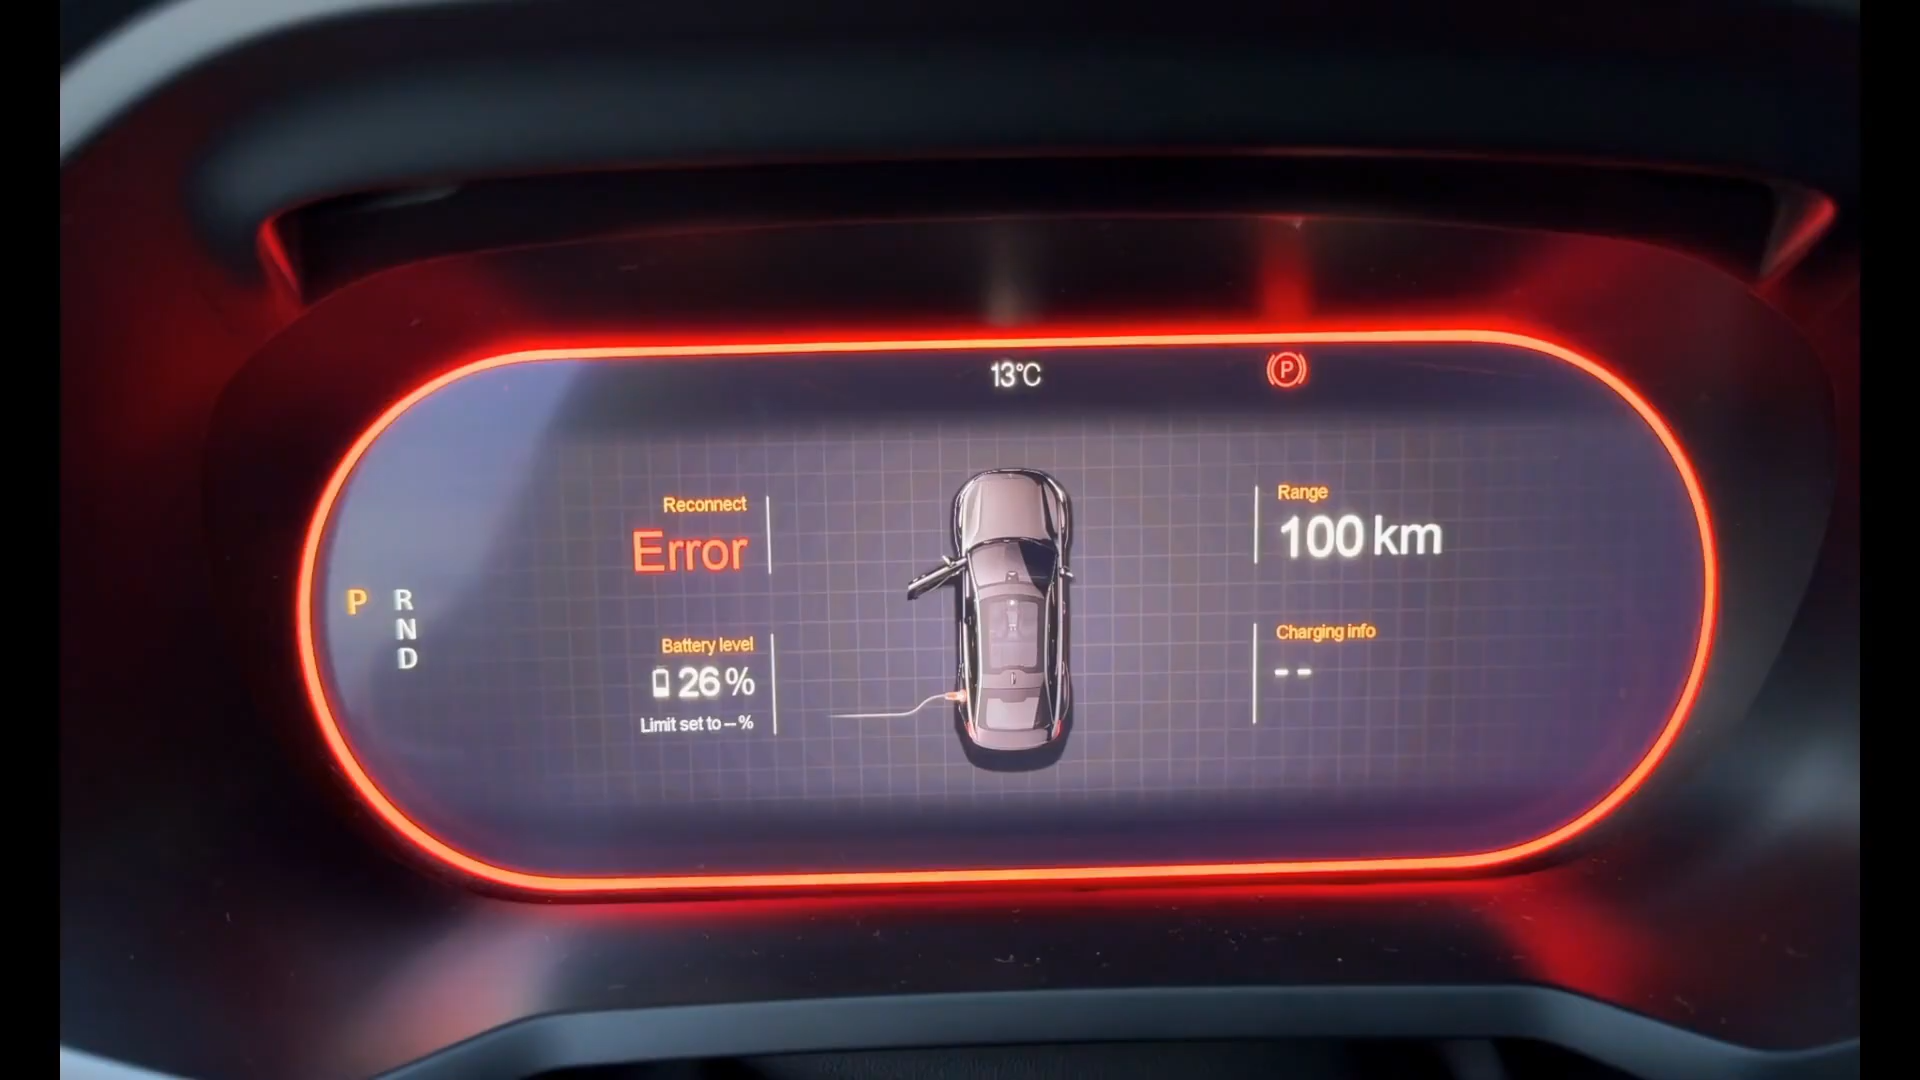 13°C
P
Reconnect
Error
Range
100 km
P
R
N
D
Battery level
26%
Limit set to -- %
Charging info
--